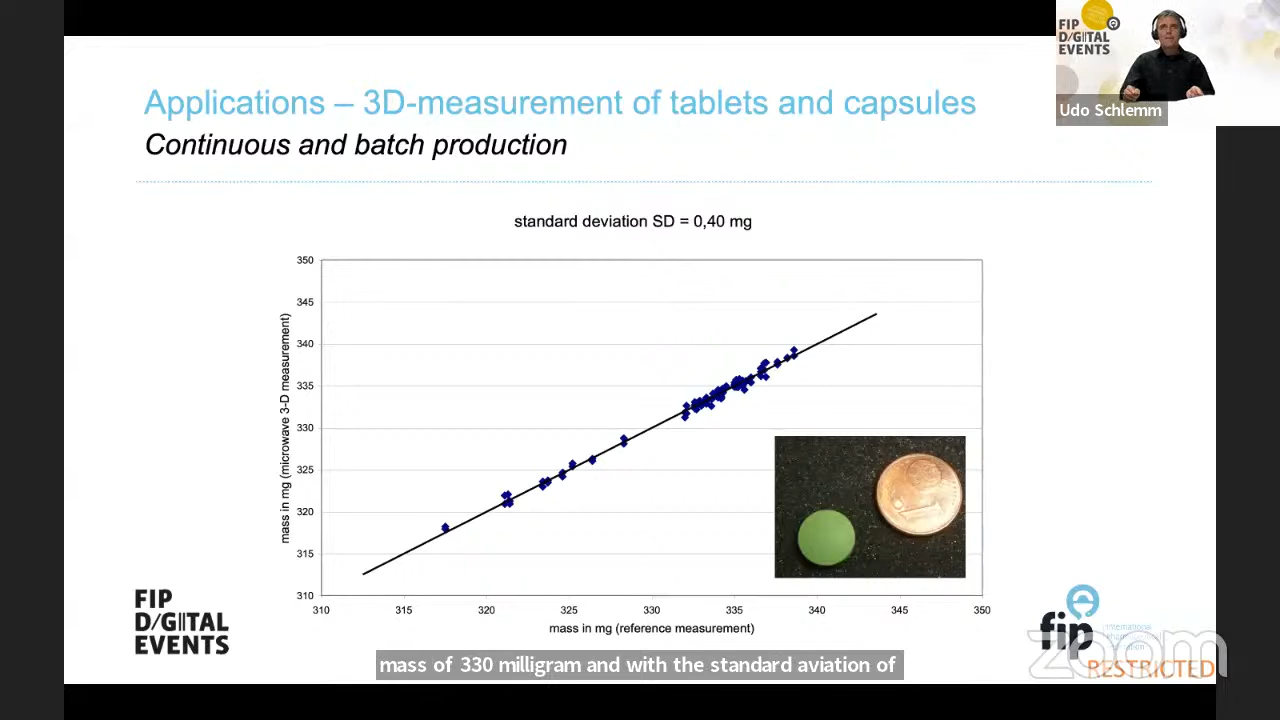 FIP
D/GITAL
EVENTS
Udo Schlemm
Applications – 3D-measurement of tablets and capsules
Continuous and batch production
standard deviation SD = 0,40 mg
350
345
340
335
330
325
320
315
310
mass in mg (microwave 3-D measurement)
310 315 320 325 330 335 340 345 350
mass in mg (reference measurement)
1
FIP
D/GITAL
EVENTS
fip
zoom
RESTRICTED
mass of 330 milligram and with the standard aviation of